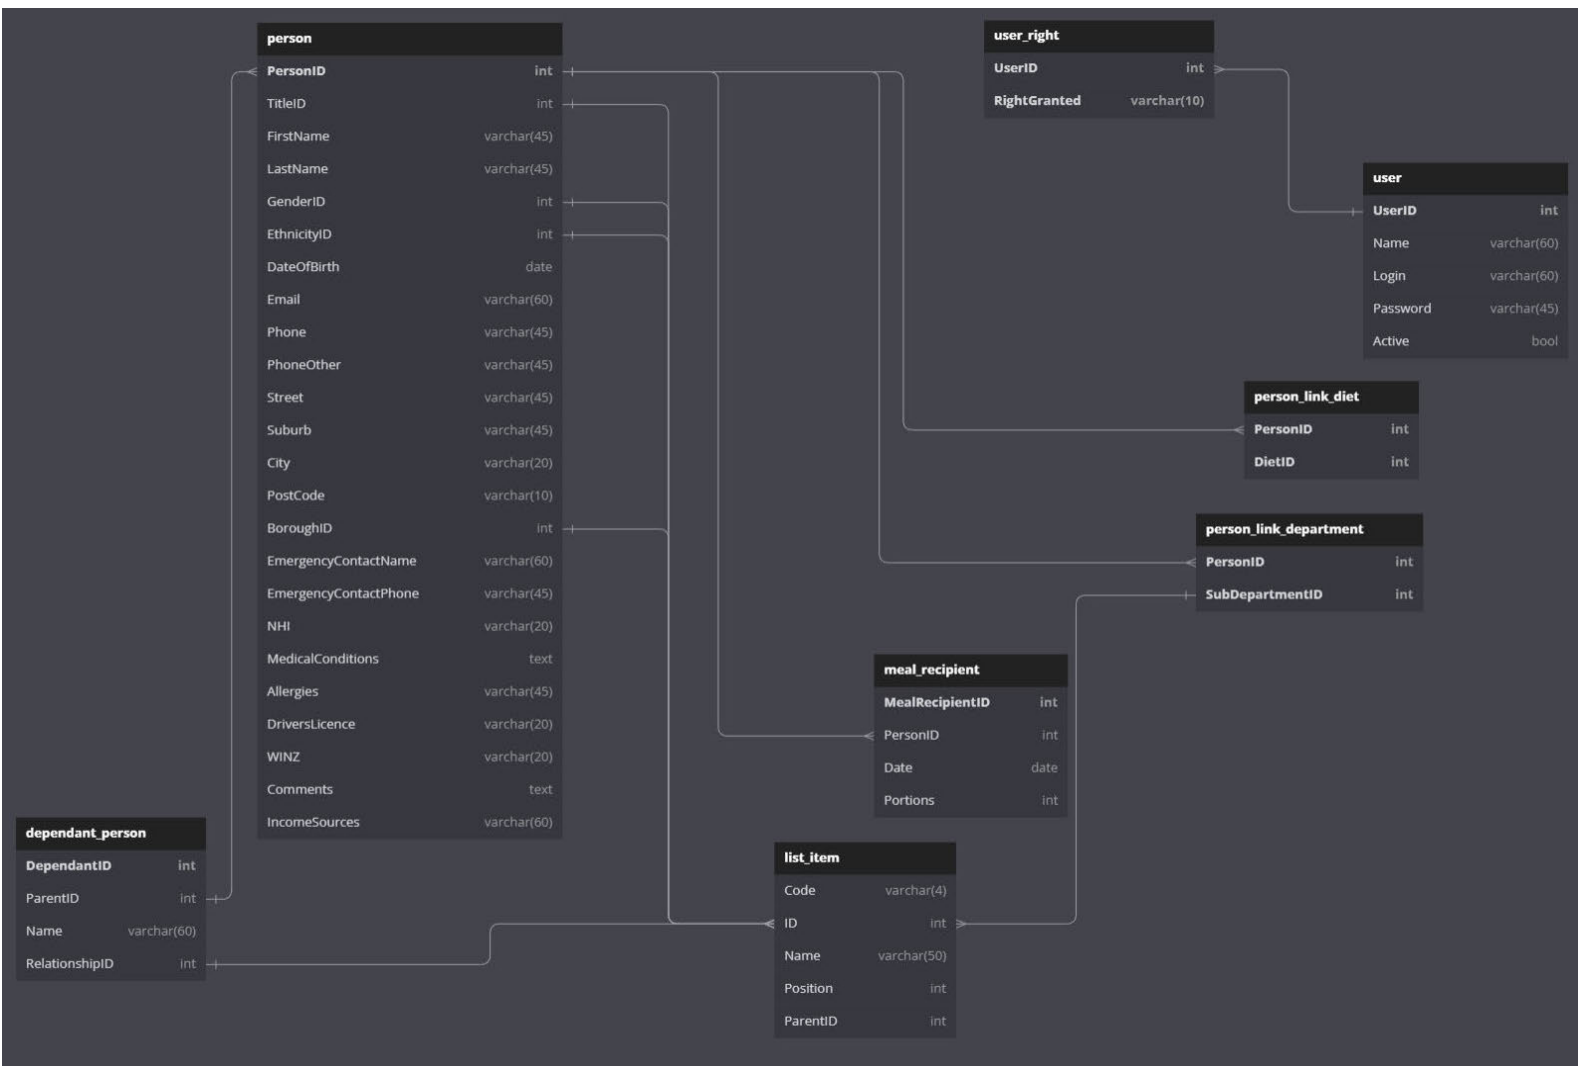 person
PersonID int
TitleID int
FirstName varchar(45)
LastName varchar(45)
GenderID int
EthnicityID int
DateOfBirth date
Email varchar(60)
Phone varchar(45)
PhoneOther varchar(45)
Street varchar(45)
Suburb varchar(45)
City varchar(20)
PostCode varchar(10)
BoroughID int
EmergencyContactName varchar(60)
EmergencyContactPhone varchar(45)
NHI varchar(20)
MedicalConditions text
Allergies varchar(45)
DriversLicence varchar(20)
WINZ varchar(20)
Comments text
IncomeSources varchar(60)
user_right
UserID int
RightGranted varchar(10)
user
UserID int
Name varchar(60)
Login varchar(60)
Password varchar(45)
Active bool
person_link_diet
PersonID int
DietID int
person_link_department
PersonID int
SubDepartmentID int
meal_recipient
MealRecipientID int
PersonID int
Date date
Portions int
dependant_person
DependantID int
ParentID int
Name varchar(60)
RelationshipID int
list_item
Code varchar(4)
ID int
Name varchar(50)
Position int
ParentID int